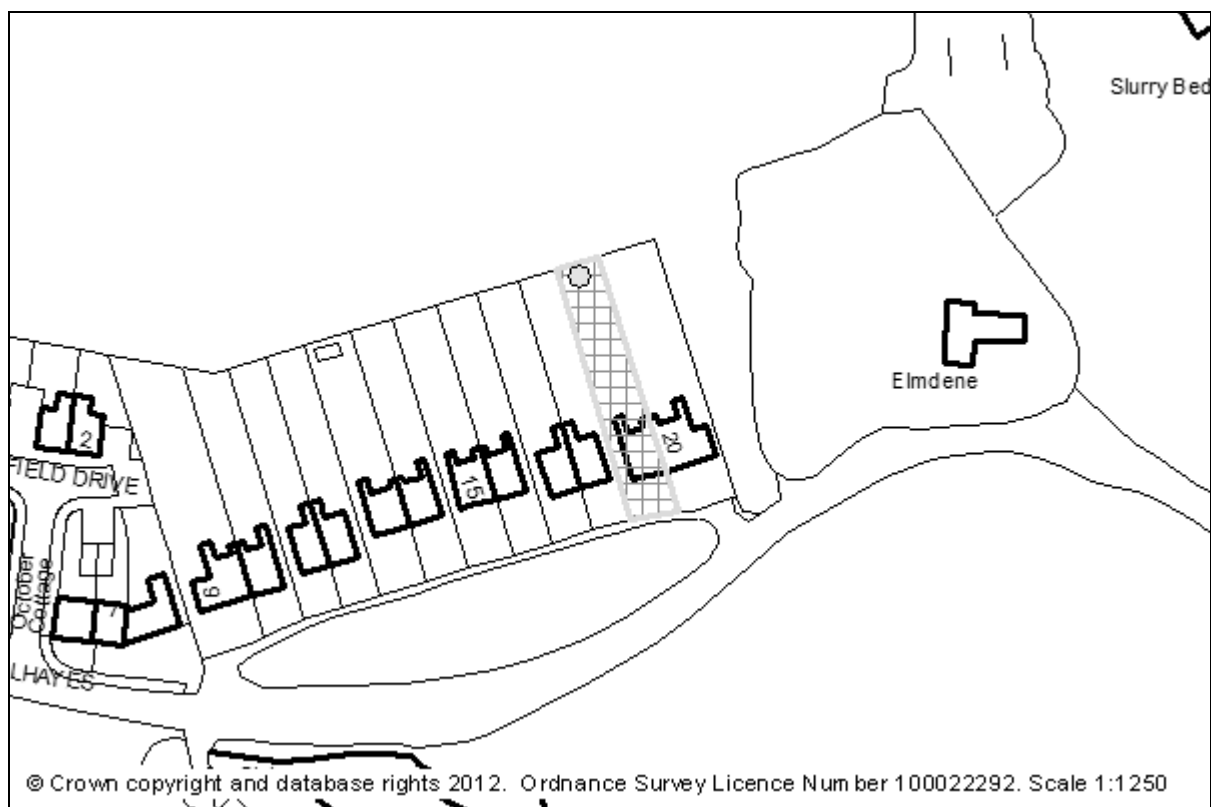 Slurry Bed
Elmdene
20
2
FIELD DRIVE
15
9
7
October
Cottage
LHAYES
© Crown copyright and database rights 2012. Ordnance Survey Licence Number 100022292. Scale 1:1250